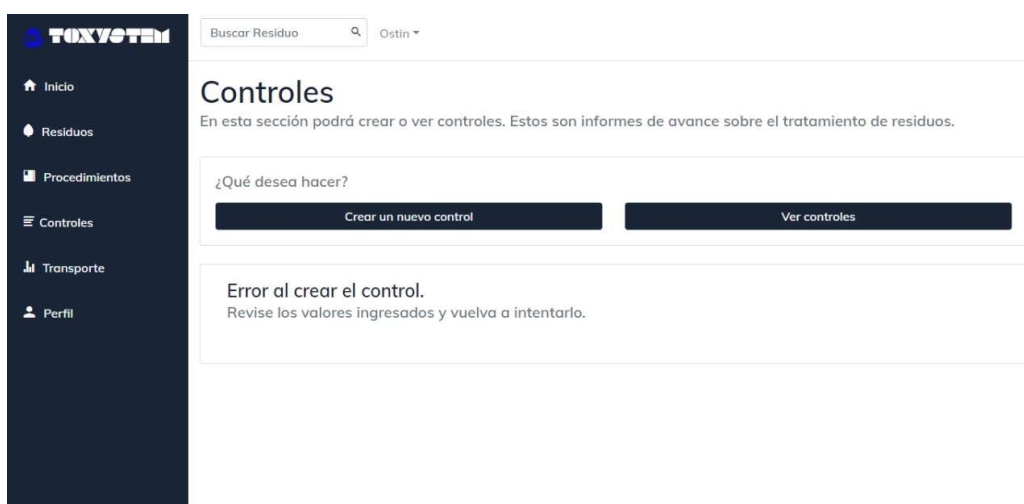 TOXYSTEM
Buscar Residuo
Ostin
Inicio
Residuos
Procedimientos
Controles
Transporte
Perfil
Controles
En esta sección podrá crear o ver controles. Estos son informes de avance sobre el tratamiento de residuos.
¿Qué desea hacer?
Crear un nuevo control
Ver controles
Error al crear el control.
Revise los valores ingresados y vuelva a intentarlo.